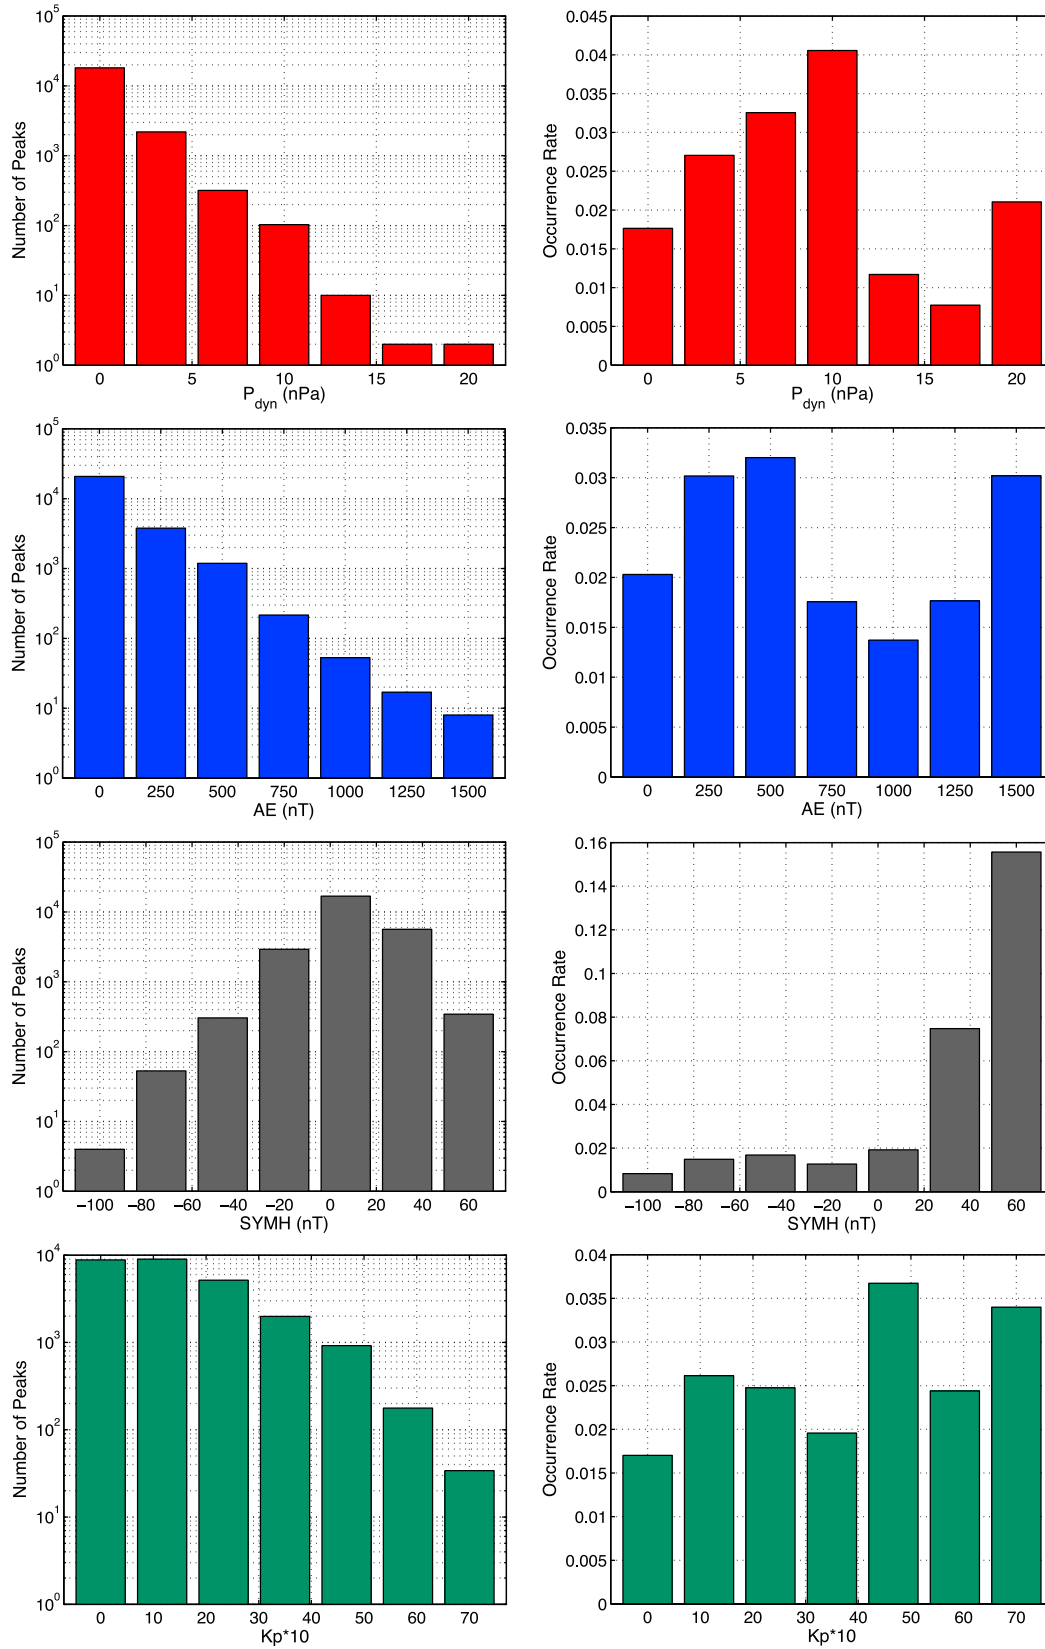 10^5
10^4
10^3
10^2
10^1
10^0
Number of Peaks
0 5 10 15 20
P_dyn (nPa)
0.045
0.04
0.035
0.03
0.025
0.02
0.015
0.01
0.005
0
Occurrence Rate
0 5 10 15 20
P_dyn (nPa)
10^5
10^4
10^3
10^2
10^1
10^0
Number of Peaks
0 250 500 750 1000 1250 1500
AE (nT)
0.035
0.03
0.025
0.02
0.015
0.01
0.005
0
Occurrence Rate
0 250 500 750 1000 1250 1500
AE (nT)
10^5
10^4
10^3
10^2
10^1
10^0
Number of Peaks
−100 −80 −60 −40 −20 0 20 40 60
SYMH (nT)
0.16
0.14
0.12
0.1
0.08
0.06
0.04
0.02
0
Occurrence Rate
−100 −80 −60 −40 −20 0 20 40 60
SYMH (nT)
10^4
10^3
10^2
10^1
10^0
Number of Peaks
0 10 20 30 40 50 60 70
Kp*10
0.04
0.035
0.03
0.025
0.02
0.015
0.01
0.005
0
Occurrence Rate
0 10 20 30 40 50 60 70
Kp*10